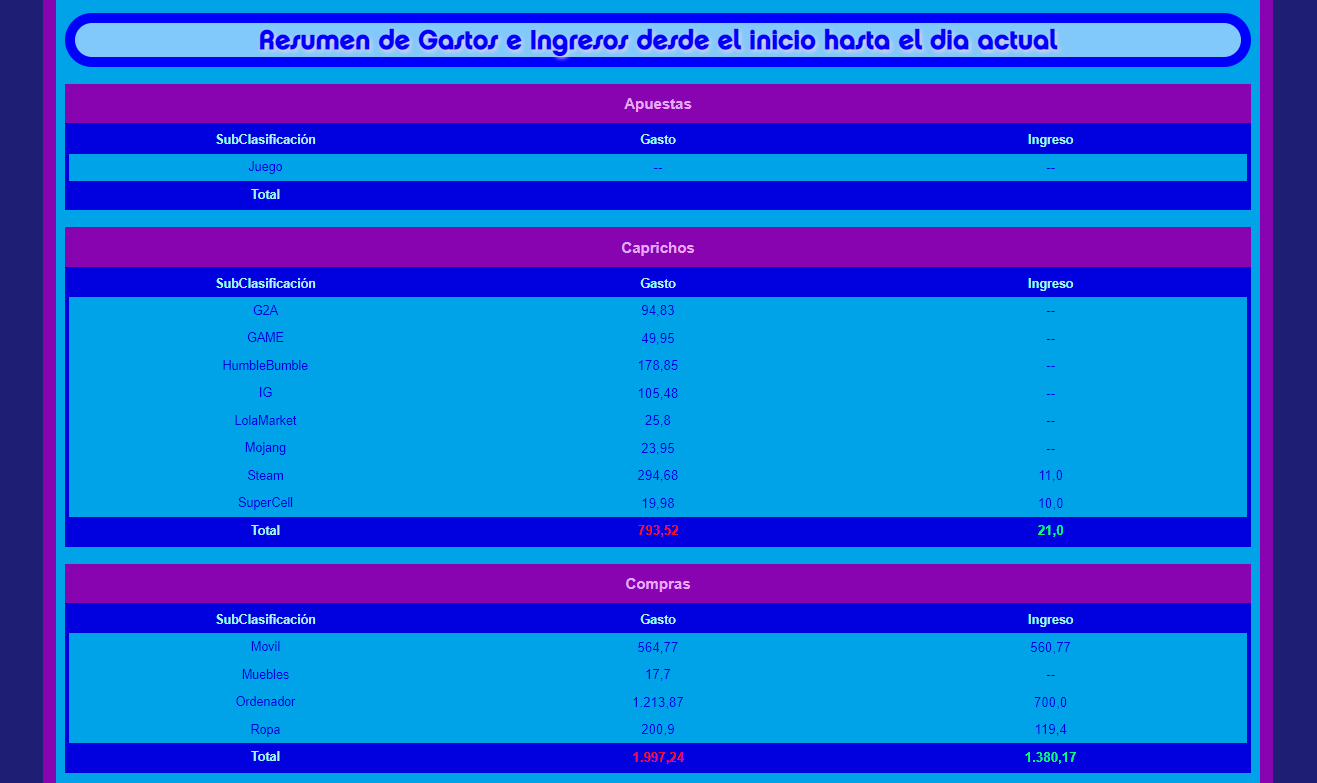 Resumen de Gastos e Ingresos desde el inicio hasta el dia actual
Apuestas
SubClasificación Gasto Ingreso
Juego -- --
Total
Caprichos
SubClasificación Gasto Ingreso
G2A 94,83 --
GAME 49,95 --
HumbleBumble 178,85 --
IG 105,48 --
LolaMarket 25,8 --
Mojang 23,95 --
Steam 294,68 11,0
SuperCell 19,98 10,0
Total 793,52 21,0
Compras
SubClasificación Gasto Ingreso
Movil 564,77 560,77
Muebles 17,7 --
Ordenador 1.213,87 700,0
Ropa 200,9 119,4
Total 1.997,24 1.380,17